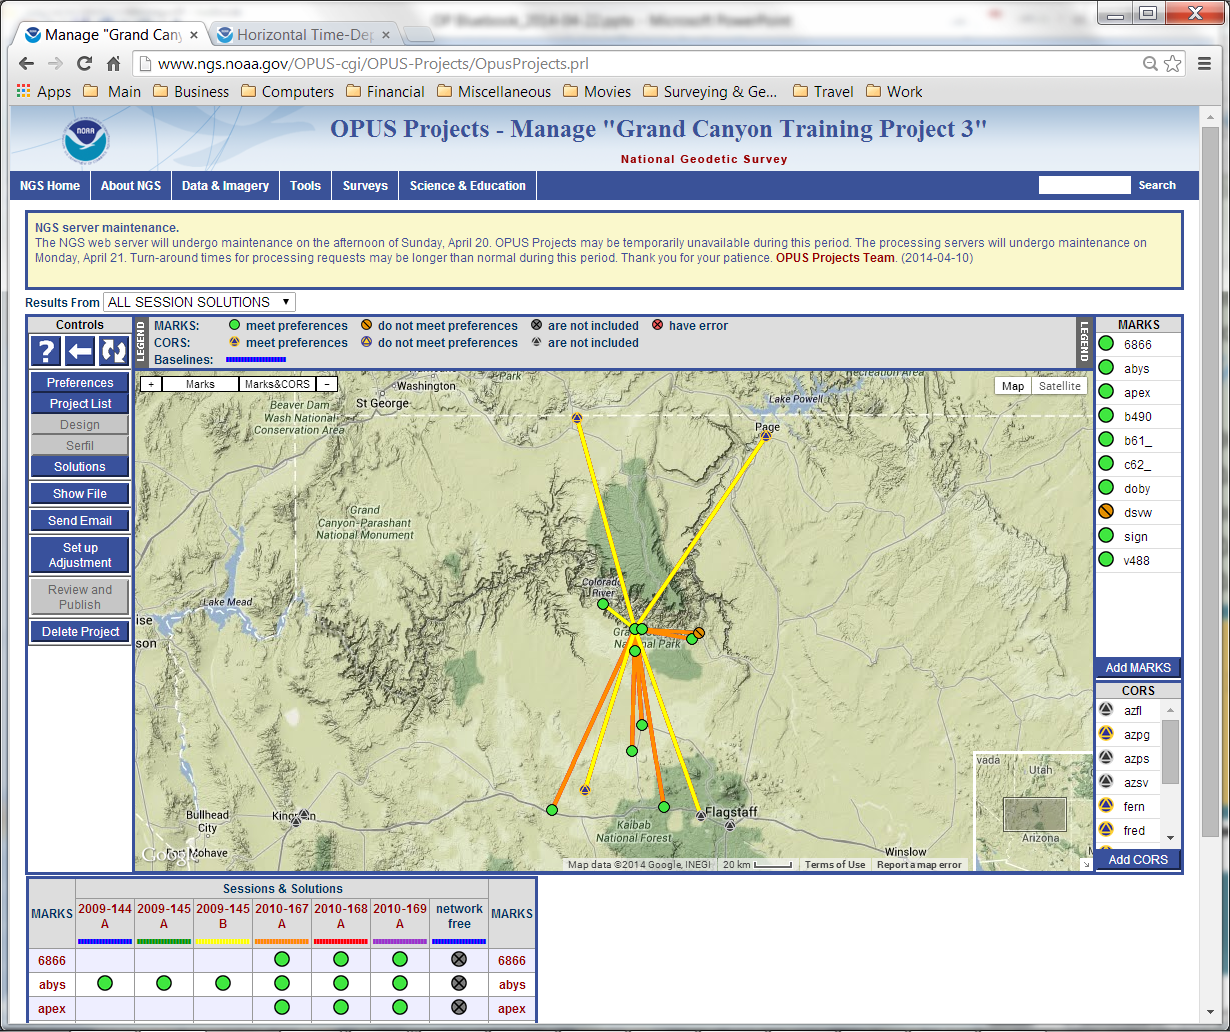 OP Bluebook_2014-04-22.pptx - Microsoft PowerPoint
Manage "Grand Cany
Horizontal Time-Dep
www.ngs.noaa.gov/OPUS-cgi/OPUS-Projects/OpusProjects.prl
Apps Main Business Computers Financial Miscellaneous Movies Surveying & Ge... Travel Work
NOAA
OPUS Projects - Manage "Grand Canyon Training Project 3"
National Geodetic Survey
NGS Home About NGS Data & Imagery Tools Surveys Science & Education Search
NGS server maintenance.
The NGS web server will undergo maintenance on the afternoon of Sunday, April 20. OPUS Projects may be temporarily unavailable during this period. The processing servers will undergo maintenance on
Monday, April 21. Turn-around times for processing requests may be longer than normal during this period. Thank you for your patience. OPUS Projects Team. (2014-04-10)
Results From ALL SESSION SOLUTIONS
Controls
?
Preferences
Project List
Design
Serfil
Solutions
Show File
Send Email
Set up
Adjustment
Review and
Publish
Delete Project
LEGEND
MARKS: meet preferences do not meet preferences are not included have error
CORS: meet preferences do not meet preferences are not included
Baselines:
LEGEND
+ Marks Marks&CORS −
Map Satellite
Washington
Park
St George
Beaver Dam
Wash National
Conservation Area
Recreation Area
Lake Powell
Page
Grand
Canyon-Parashant
National Monument
Colorado
River
Lake Mead
ise
son
Gra
National Park
Bullhead
City
Fort Mohave
Flagstaff
Kaibab
National Forest
Winslow
vada
Utah
Arizona
Google
Map data ©2014 Google, INEGI 20 km Terms of Use Report a map error
MARKS
6866
abys
apex
b490
b61_
c62_
doby
dsvw
sign
v488
Add MARKS
CORS
azfl
azpg
azps
azsv
fern
fred
Add CORS
Sessions & Solutions
MARKS 2009-144 2009-145 2009-145 2010-167 2010-168 2010-169 network MARKS
A A B A A A free
6866 6866
abys abys
apex apex